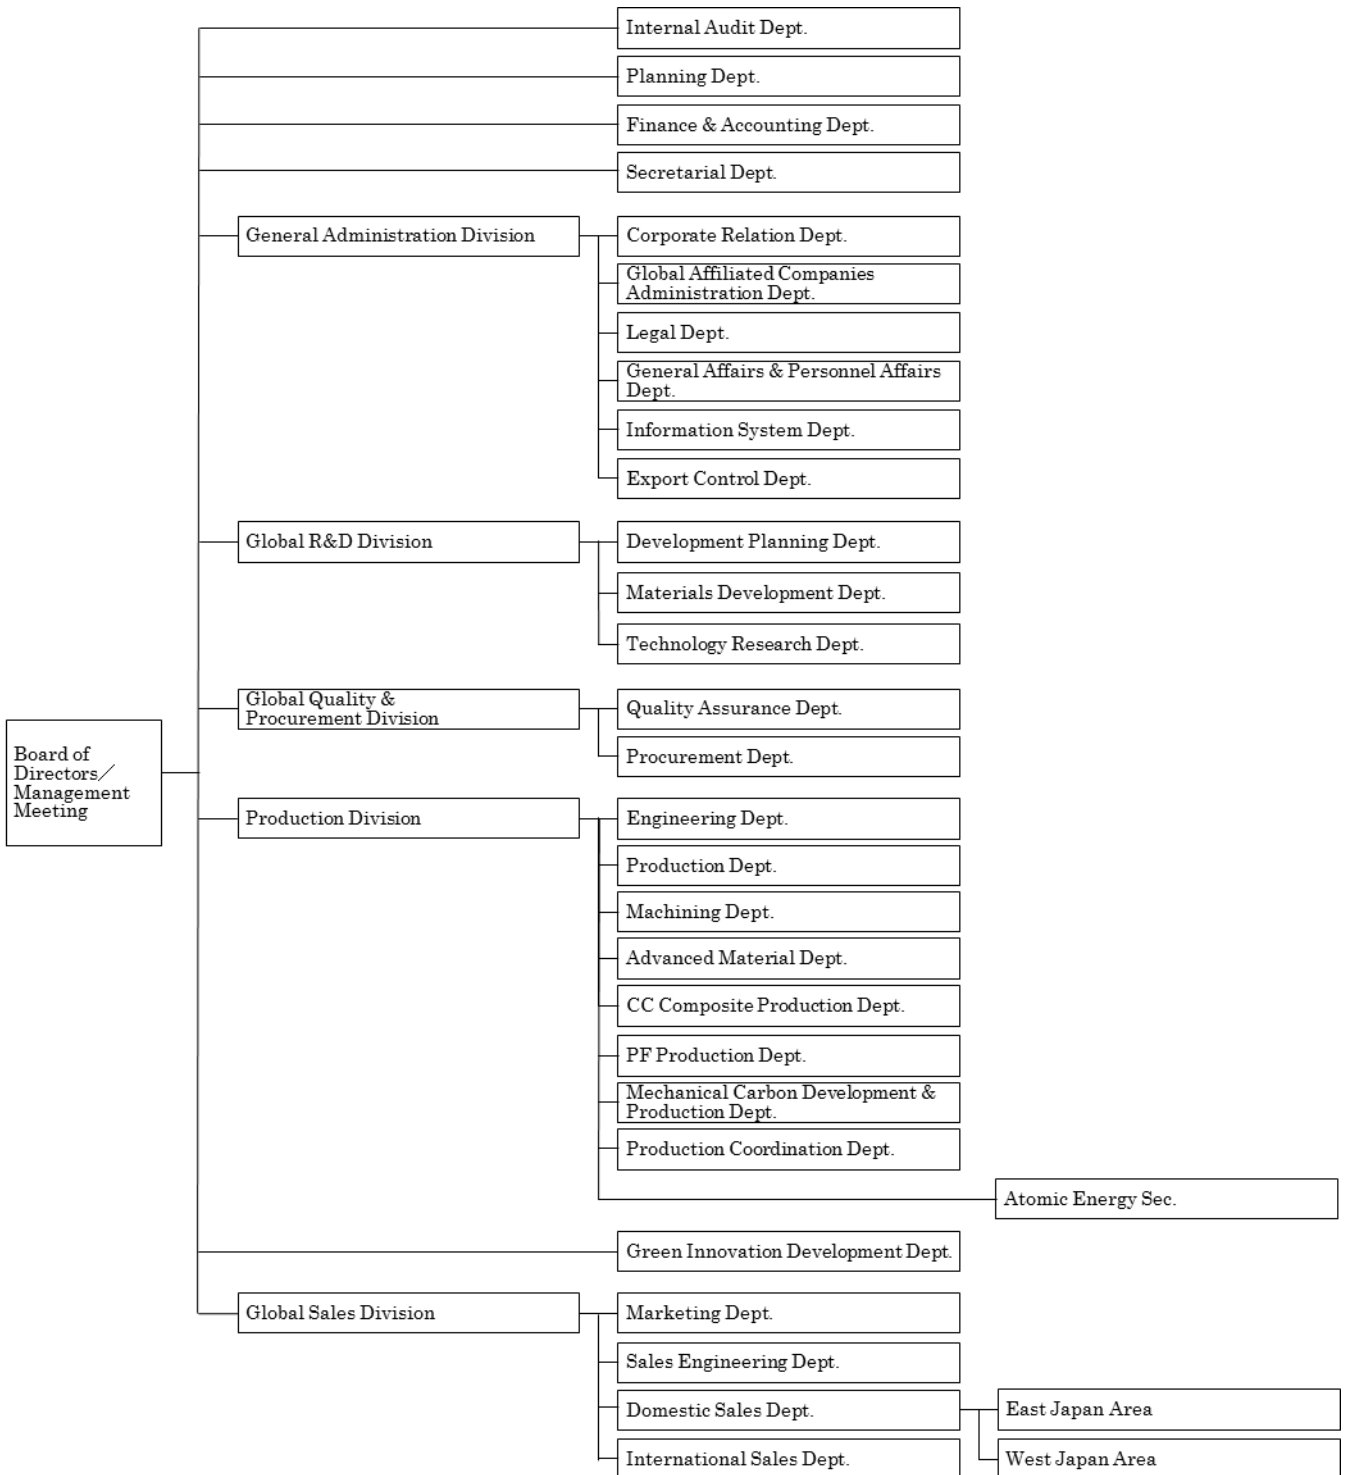 Internal Audit Dept.
Planning Dept.
Finance & Accounting Dept.
Secretarial Dept.
General Administration Division
Corporate Relation Dept.
Global Affiliated Companies
Administration Dept.
Legal Dept.
General Affairs & Personnel Affairs
Dept.
Information System Dept.
Export Control Dept.
Global R&D Division
Development Planning Dept.
Materials Development Dept.
Technology Research Dept.
Global Quality &
Procurement Division
Quality Assurance Dept.
Procurement Dept.
Board of
Directors／
Management
Meeting
Production Division
Engineering Dept.
Production Dept.
Machining Dept.
Advanced Material Dept.
CC Composite Production Dept.
PF Production Dept.
Mechanical Carbon Development &
Production Dept.
Production Coordination Dept.
Atomic Energy Sec.
Green Innovation Development Dept.
Global Sales Division
Marketing Dept.
Sales Engineering Dept.
Domestic Sales Dept.
East Japan Area
International Sales Dept.
West Japan Area